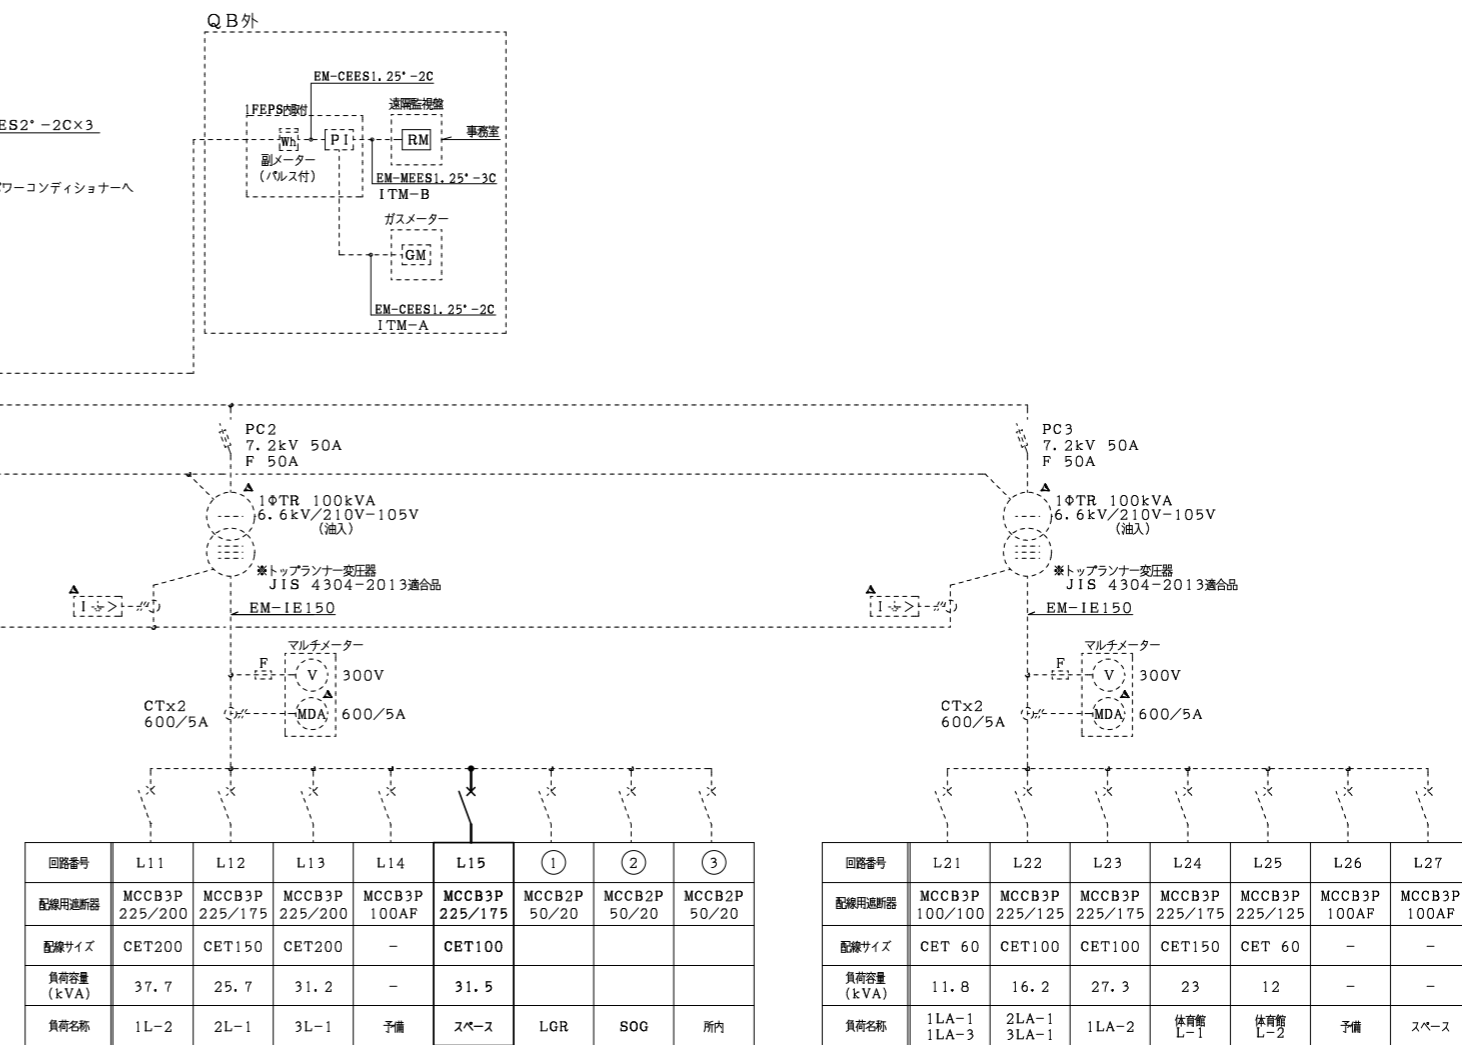 QB外
EM-CEES1.25°-2C
1FEPS内取付
遠隔監視盤
ES2°-2C×3
Wh
PI
RM
事務室
副メーター
(パルス付)
EM-MEES1.25°-3C
ITM-B
ワーコンディショナーへ
ガスメーター
GM
EM-CEES1.25°-2C
ITM-A
PC2
7.2kV 50A
F 50A
1ΦTR 100kVA
6.6kV/210V-105V
(油入)
※トップランナー変圧器
JIS 4304-2013適合品
I
EM-IE150
マルチメーター
F
V
300V
CTx2
600/5A
MDA
600/5A
PC3
7.2kV 50A
F 50A
1ΦTR 100kVA
6.6kV/210V-105V
(油入)
※トップランナー変圧器
JIS 4304-2013適合品
I
EM-IE150
マルチメーター
F
V
300V
CTx2
600/5A
MDA
600/5A
回路番号 L11 L12 L13 L14 L15 ① ② ③
配線用遮断器 MCCB3P 225/200 MCCB3P 225/175 MCCB3P 225/200 MCCB3P 100AF MCCB3P 225/175 MCCB2P 50/20 MCCB2P 50/20 MCCB2P 50/20
配線サイズ CET200 CET150 CET200 - CET100
負荷容量 (kVA) 37.7 25.7 31.2 - 31.5
負荷名称 1L-2 2L-1 3L-1 予備 スペース LGR SOG 所内
回路番号 L21 L22 L23 L24 L25 L26 L27
配線用遮断器 MCCB3P 100/100 MCCB3P 225/125 MCCB3P 225/175 MCCB3P 225/175 MCCB3P 225/125 MCCB3P 100AF MCCB3P 100AF
配線サイズ CET 60 CET100 CET100 CET150 CET 60 - -
負荷容量 (kVA) 11.8 16.2 27.3 23 12 - -
負荷名称 1LA-1 1LA-3 2LA-1 3LA-1 1LA-2 体育館 L-1 体育館 L-2 予備 スペース